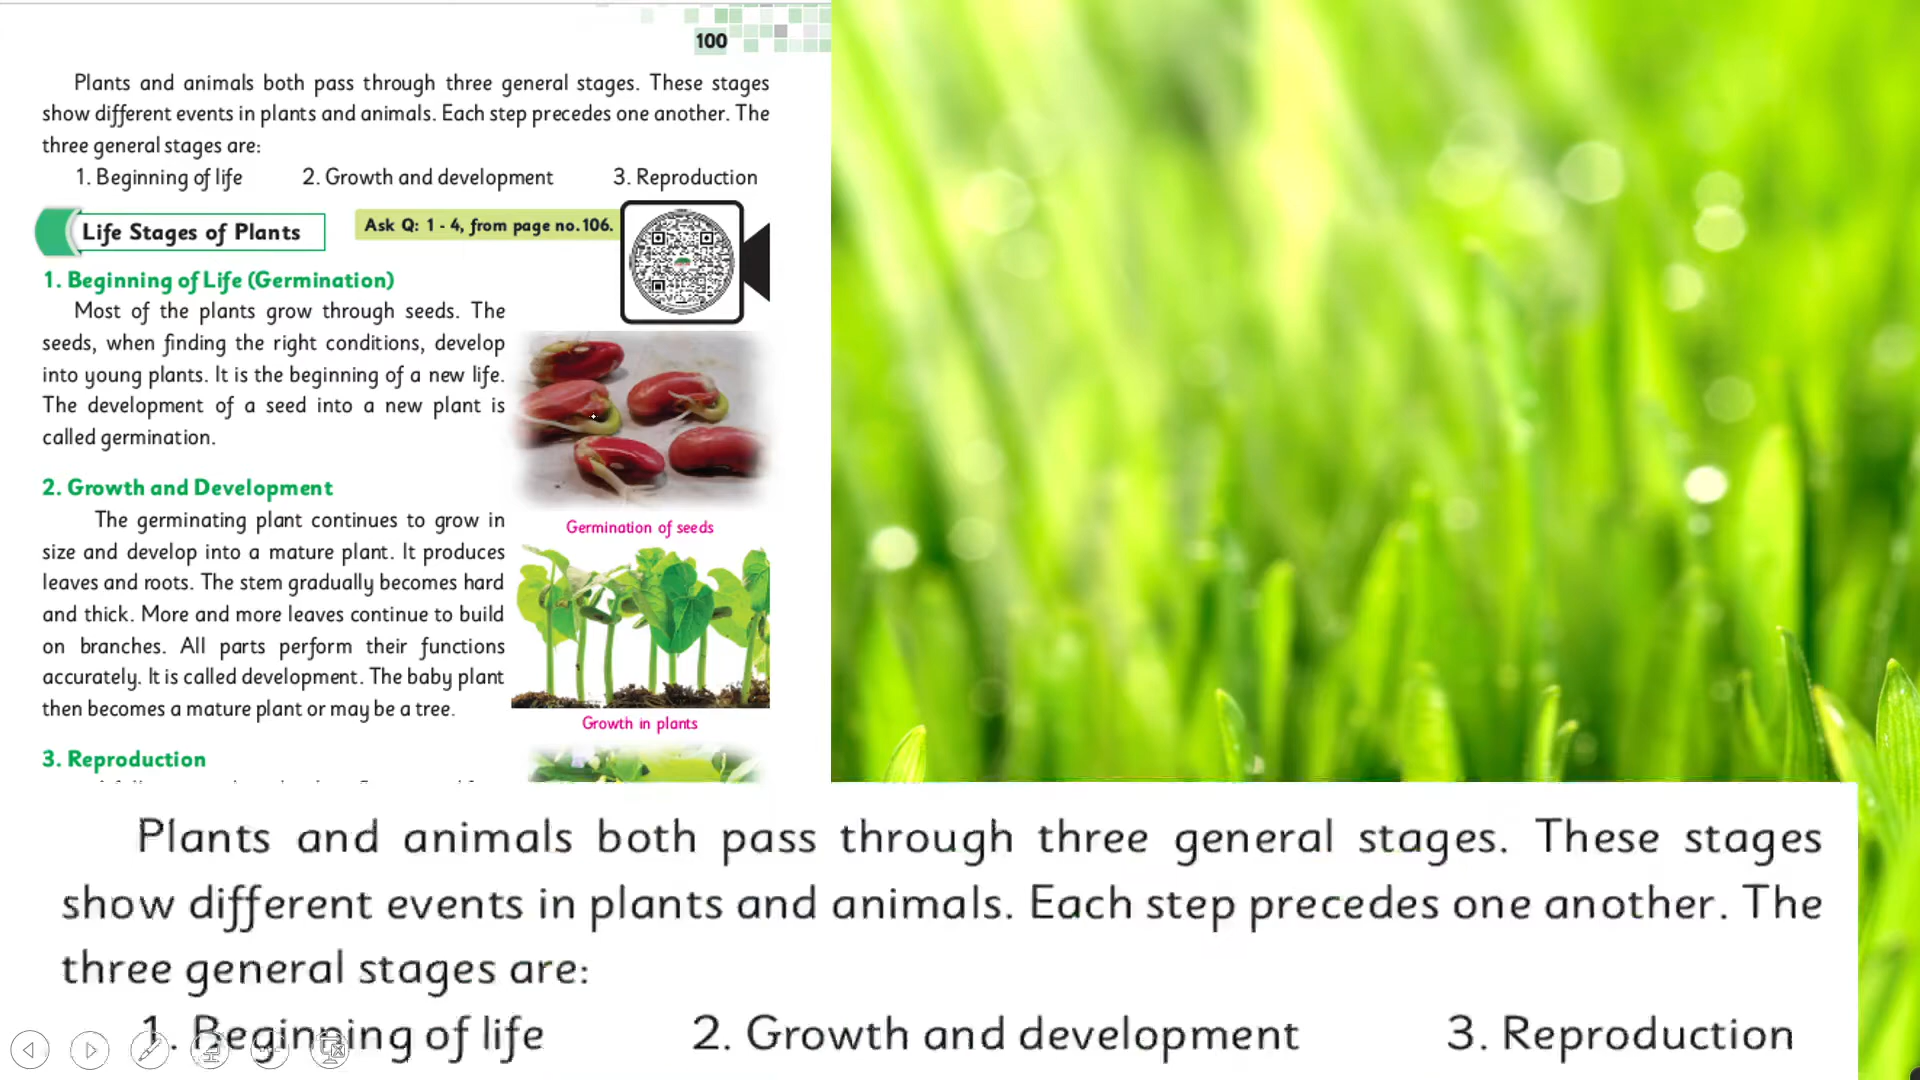 100
Plants and animals both pass through three general stages. These stages
show different events in plants and animals. Each step precedes one another. The
three general stages are:
1. Beginning of life 2. Growth and development 3. Reproduction
Life Stages of Plants
Ask Q: 1 - 4, from page no.106.
1. Beginning of Life (Germination)
Most of the plants grow through seeds. The
seeds, when finding the right conditions, develop
into young plants. It is the beginning of a new life.
The development of a seed into a new plant is
called germination.
Germination of seeds
2. Growth and Development
The germinating plant continues to grow in
size and develop into a mature plant. It produces
leaves and roots. The stem gradually becomes hard
and thick. More and more leaves continue to build
on branches. All parts perform their functions
accurately. It is called development. The baby plant
then becomes a mature plant or may be a tree.
Growth in plants
3. Reproduction
Plants and animals both pass through three general stages. These stages
show different events in plants and animals. Each step precedes one another. The
three general stages are:
1. Beginning of life 2. Growth and development 3. Reproduction